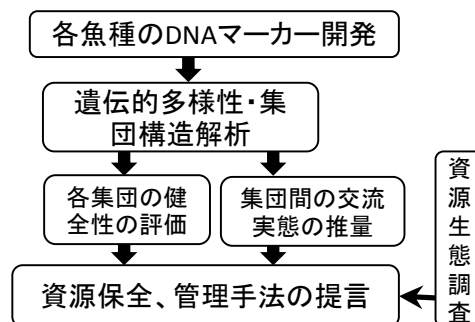 各魚種のDNAマーカー開発
遺伝的多様性・集
団構造解析
各集団の健
全性の評価
集団間の交流
実態の推量
資源保全、管理手法の提言
資源生態調査